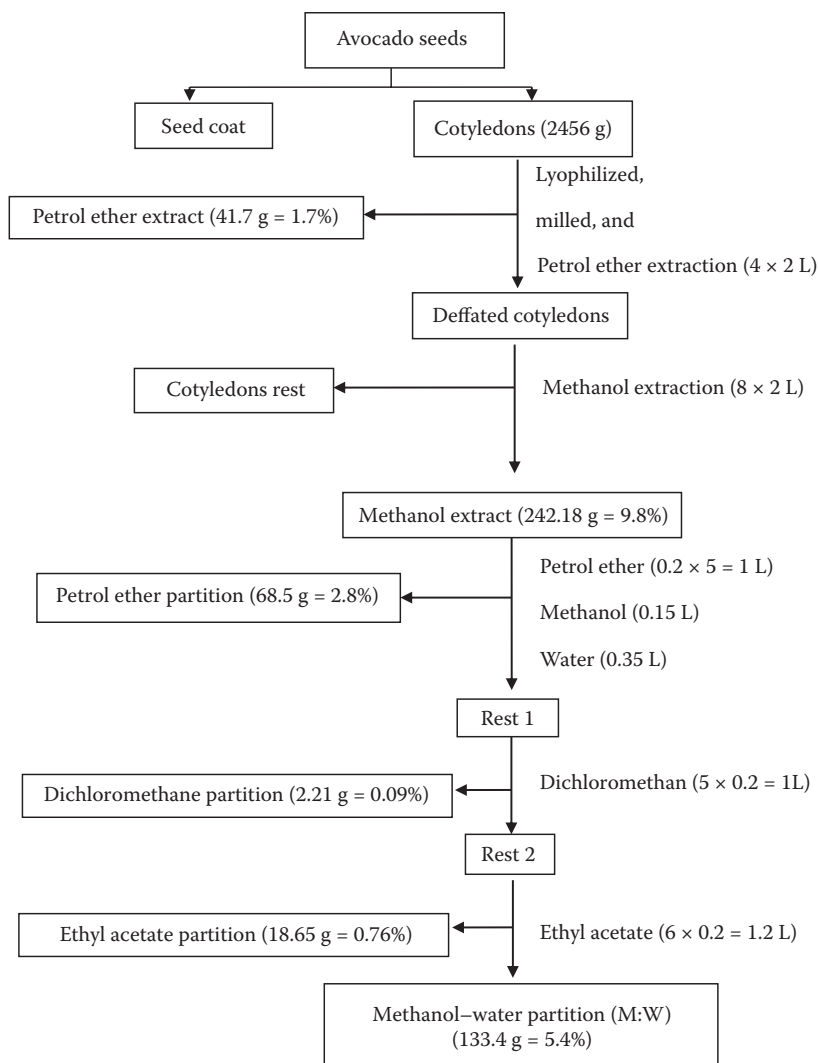 Avocado seeds
Seed coat
Cotyledons (2456 g)
Lyophilized,
Petrol ether extract (41.7 g = 1.7%)
milled, and
Petrol ether extraction (4 × 2 L)
Deffated cotyledons
Cotyledons rest
Methanol extraction (8 × 2 L)
Methanol extract (242.18 g = 9.8%)
Petrol ether (0.2 × 5 = 1 L)
Petrol ether partition (68.5 g = 2.8%)
Methanol (0.15 L)
Water (0.35 L)
Rest 1
Dichloromethane partition (2.21 g = 0.09%)
Dichloromethan (5 × 0.2 = 1L)
Rest 2
Ethyl acetate partition (18.65 g = 0.76%)
Ethyl acetate (6 × 0.2 = 1.2 L)
Methanol–water partition (M:W)
(133.4 g = 5.4%)